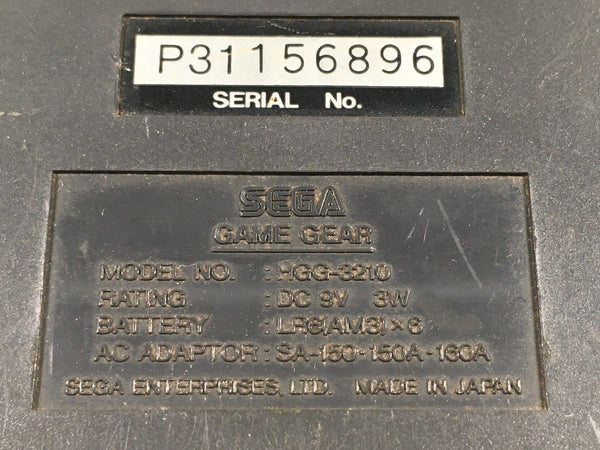 P31156896
SERIAL No.
SEGA
GAME GEAR
MODEL NO. : HGG-3210
RATING : DC 9V 3W
BATTERY : LR6(AM3)×6
AC ADAPTOR : SA-150·150A·160A
SEGA ENTERPRISES, LTD. MADE IN JAPAN